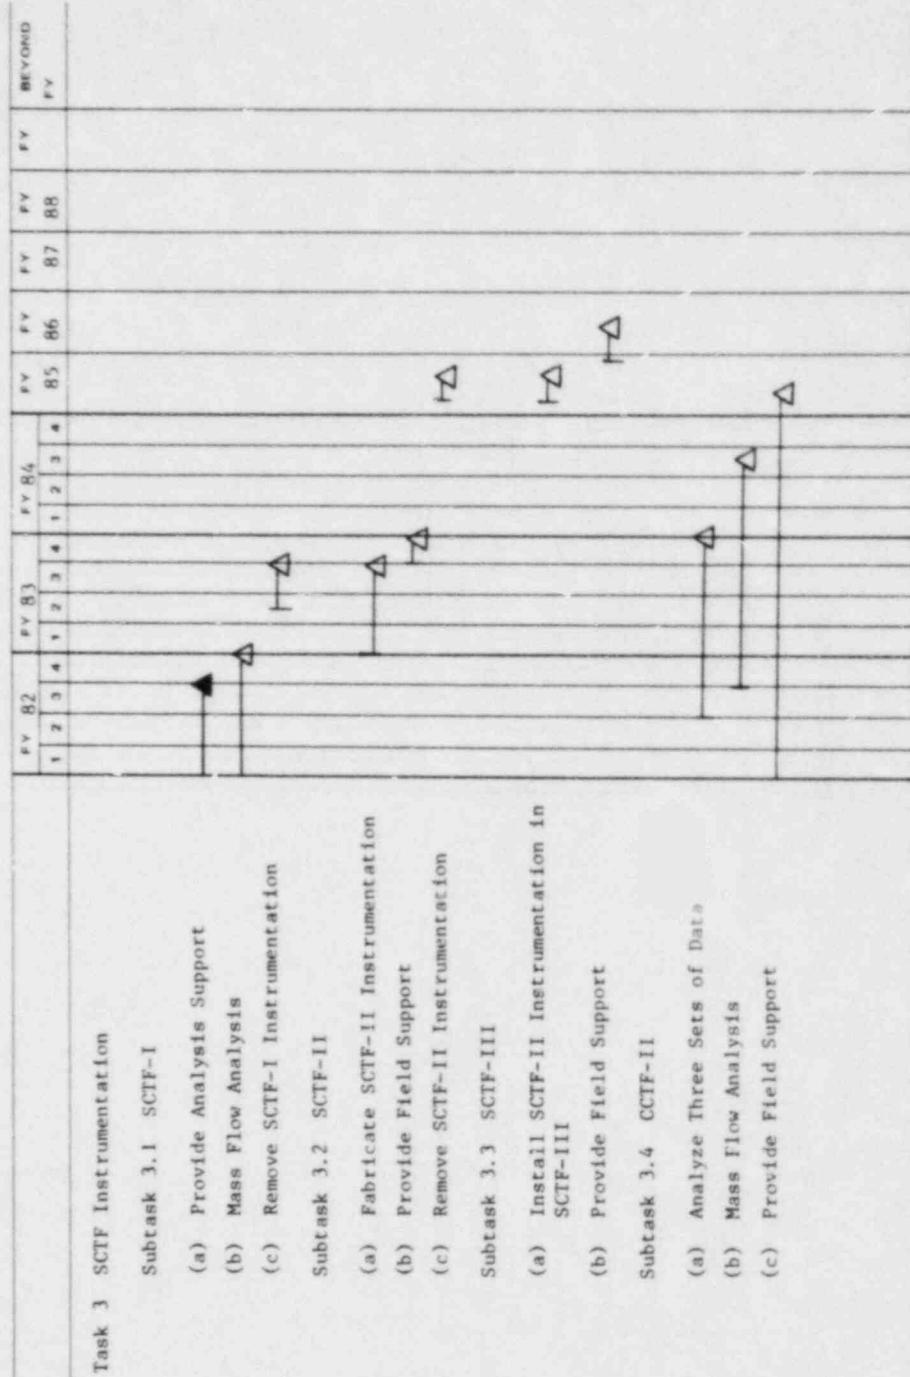 FY 82 FY 83 FY 84 FY FY FY FY FY BEYOND
1 2 3 4 1 2 3 4 1 2 3 4 85 86 87 88 FY
Task 3 SCTF Instrumentation
Subtask 3.1 SCTF-I
(a) Provide Analysis Support
(b) Mass Flow Analysis
(c) Remove SCTF-I Instrumentation
Subtask 3.2 SCTF-II
(a) Fabricate SCTF-II Instrumentation
(b) Provide Field Support
(c) Remove SCTF-II Instrumentation
Subtask 3.3 SCTF-III
(a) Install SCTF-II Instrumentation in
SCTF-III
(b) Provide Field Support
Subtask 3.4 CCTF-II
(a) Analyze Three Sets of Data
(b) Mass Flow Analysis
(c) Provide Field Support